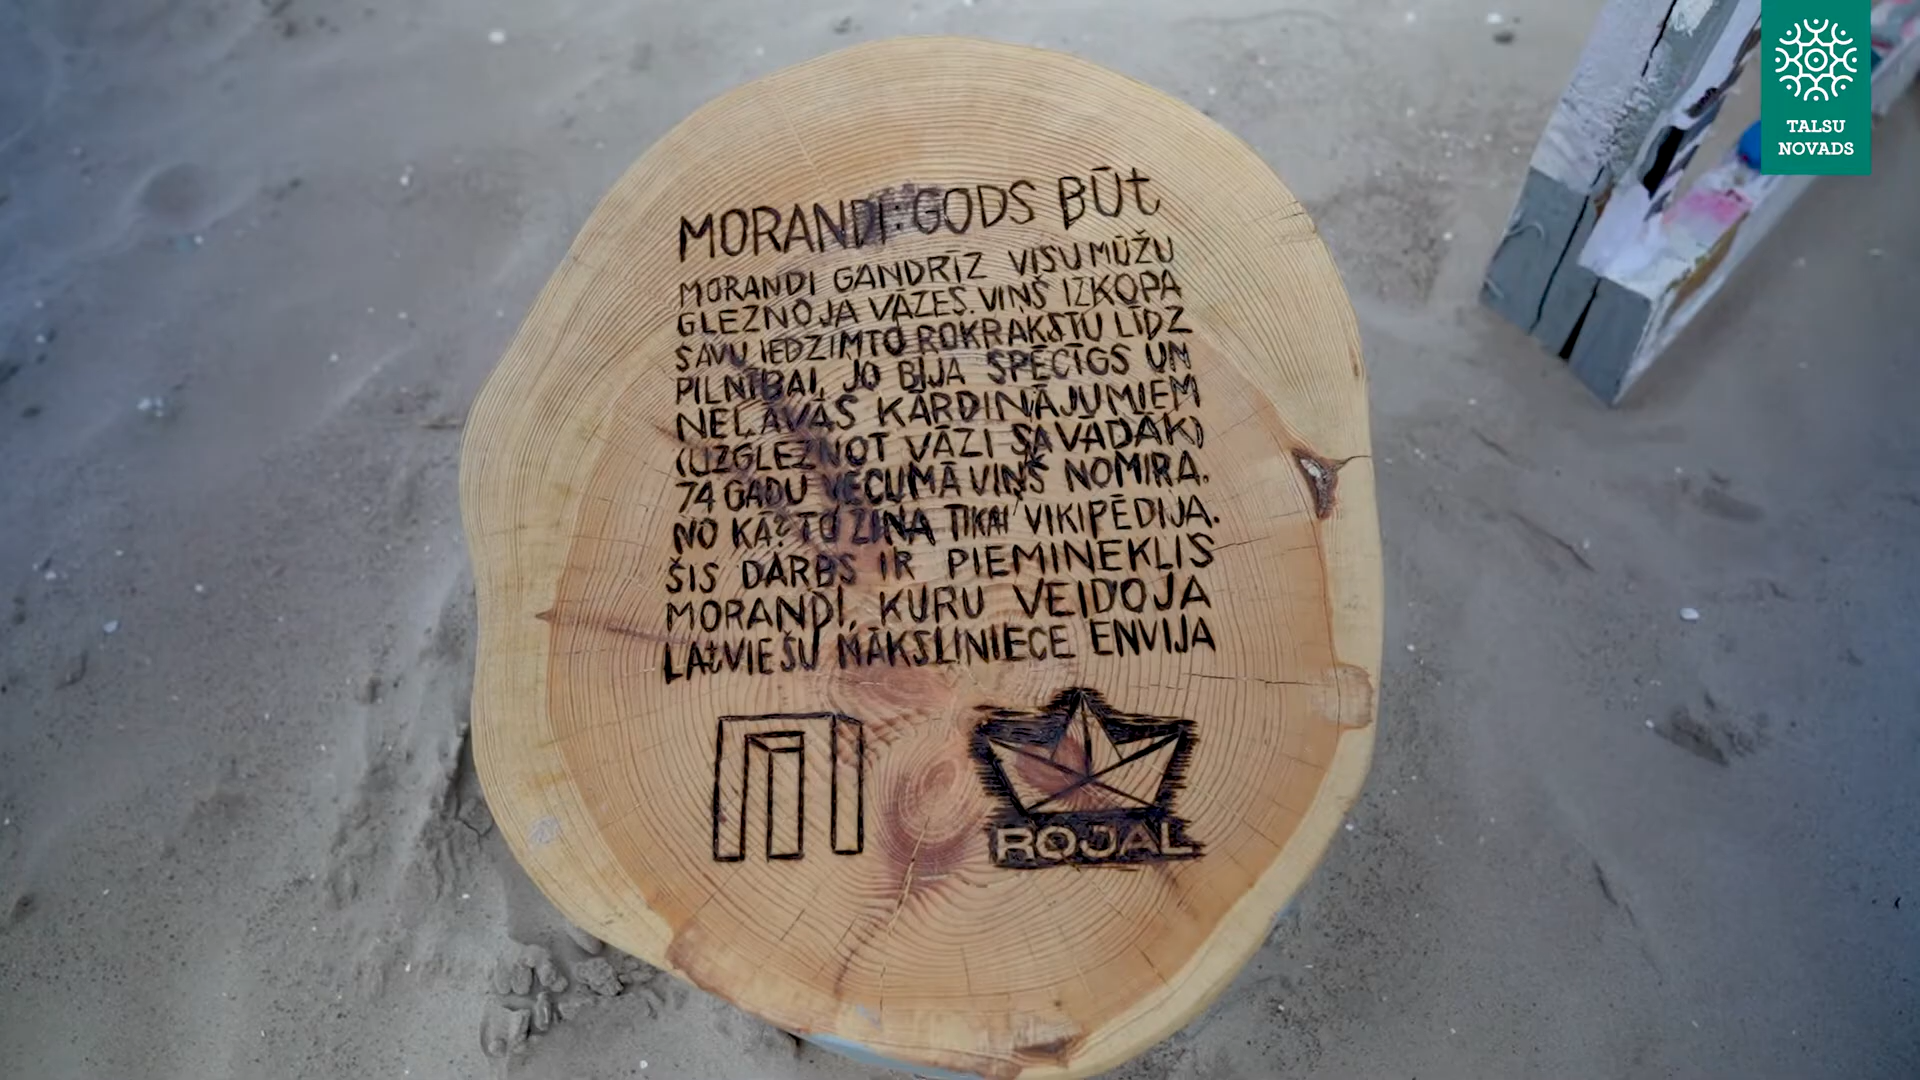 MORANDI: GODS BŪt
MORANDI GANDRĪZ VISU MŪŽU
GLEZNOJA VĀZES. VIŅŠ IZKOPA
SAVU IEDZIMTO ROKRAKSTU LĪDZ
PILNĪBAI, JO BIJA SPĒCĪGS UN
NEĻĀVĀS KĀRDINĀJUMIEM
(UZGLEZNOT VĀZI SAVĀDĀK)
74 GADU VECUMĀ VIŅŠ NOMIRA.
NO KĀ? TO ZINA TIKAI VIKIPĒDIJA.
ŠIS DARBS IR PIEMINEKLIS
MORANDI, KURU VEIDOJA
LAtVIEŠU MĀKSLINIECE ENVIJA
ROJAL
TALSU
NOVADS